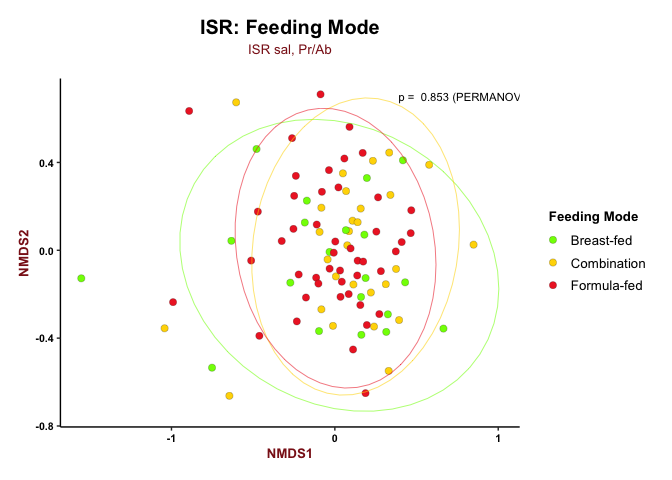 ISR: Feeding Mode
ISR sal, Pr/Ab
p =  0.853 (PERMANOV
0.4
0.0
-0.4
-0.8
NMDS2
-1
0
1
NMDS1
Feeding Mode
Breast-fed
Combination
Formula-fed